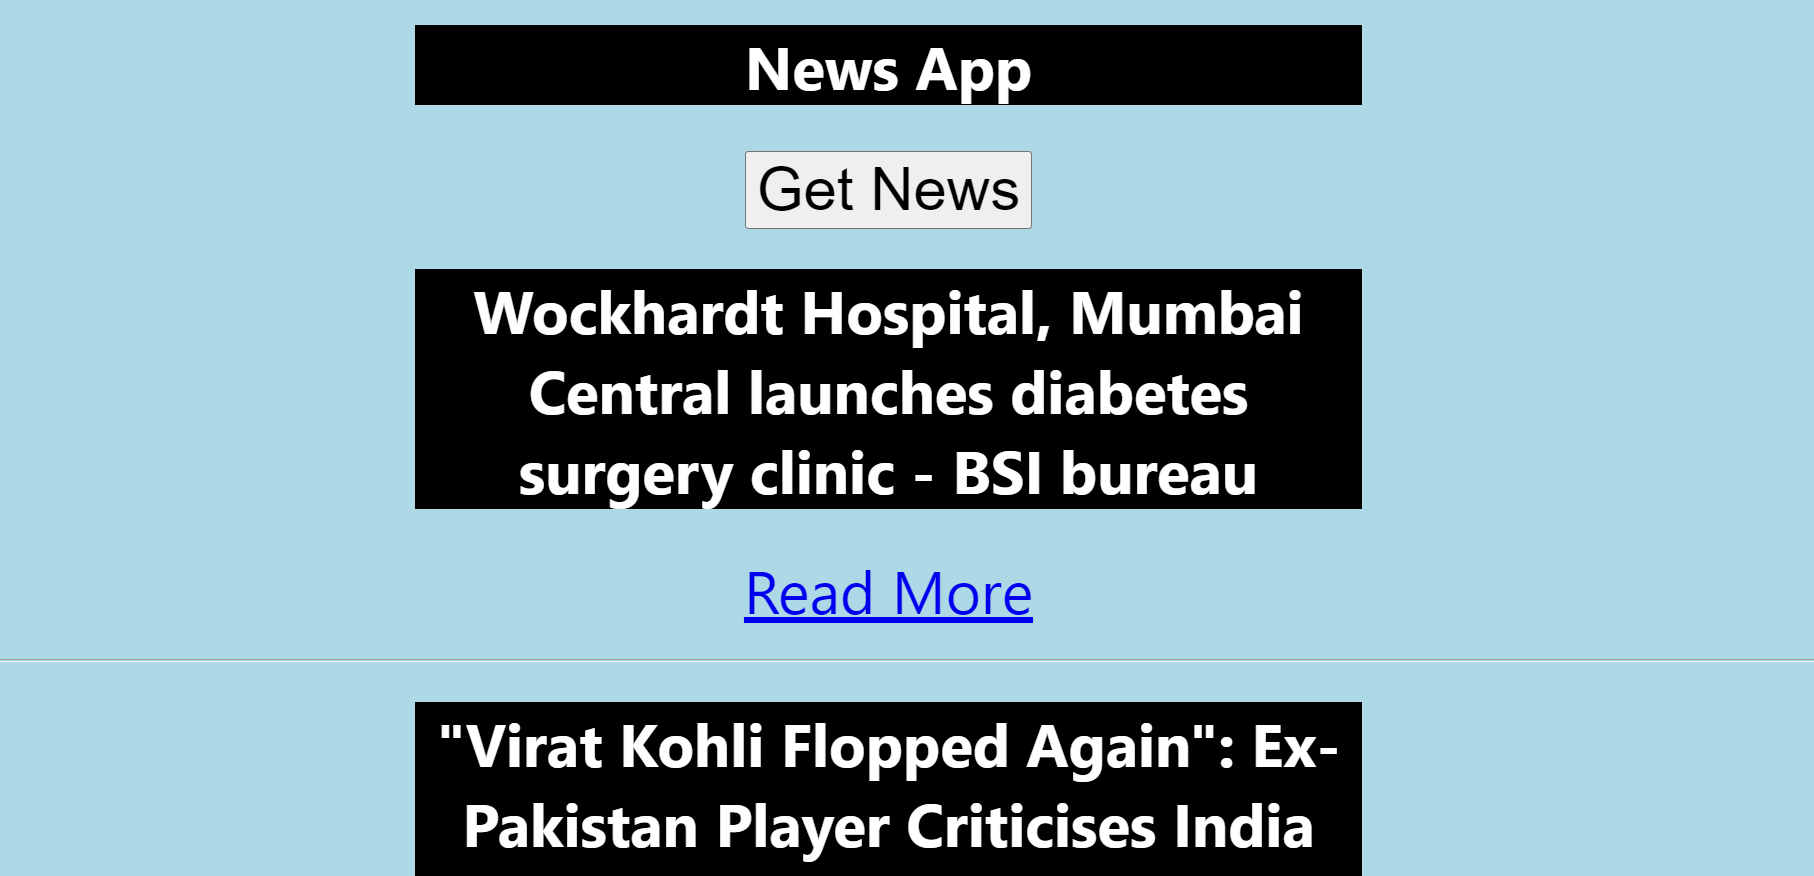 News App
Get News
Wockhardt Hospital, Mumbai
Central launches diabetes
surgery clinic - BSI bureau
Read More
"Virat Kohli Flopped Again": Ex-
Pakistan Player Criticises India